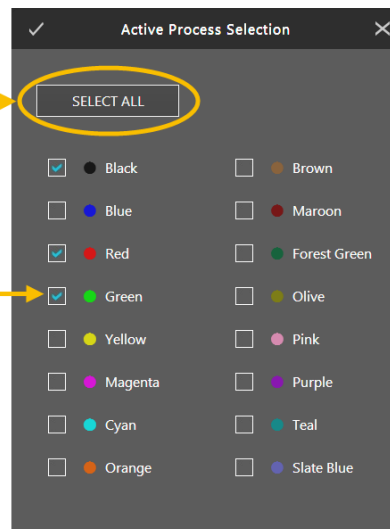 Active Process Selection
SELECT ALL
Black
Brown
Blue
Maroon
Red
Forest Green
Green
Olive
Yellow
Pink
Magenta
Purple
Cyan
Teal
Orange
Slate Blue